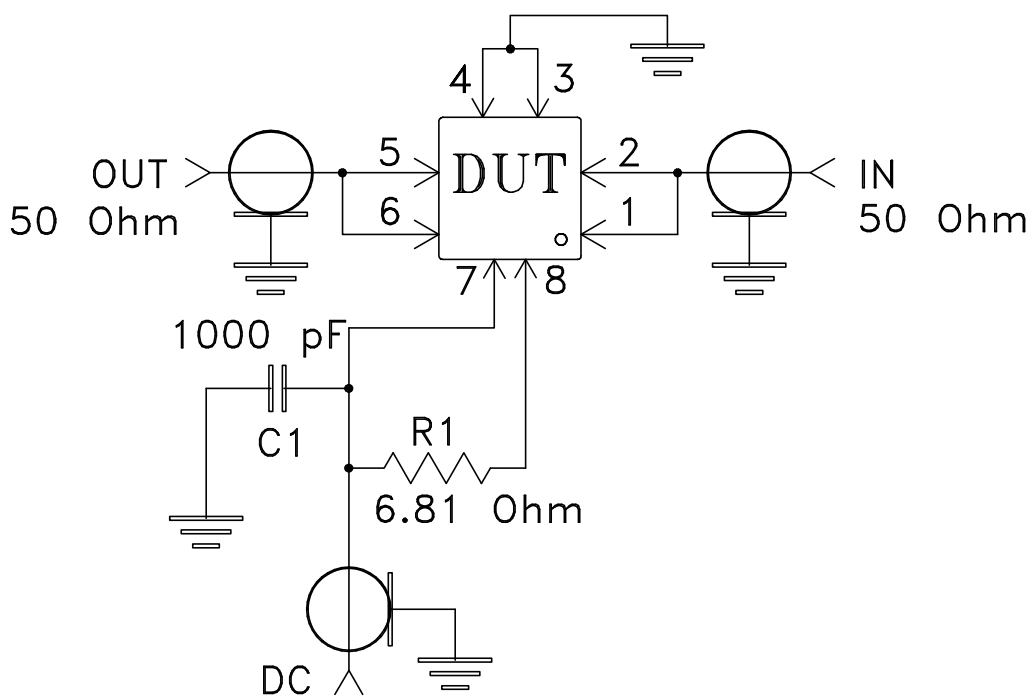 4 3
OUT 5 DUT 2 IN
50 Ohm 6 1 50 Ohm
7 8
1000 pF
C1 R1
6.81 Ohm
DC